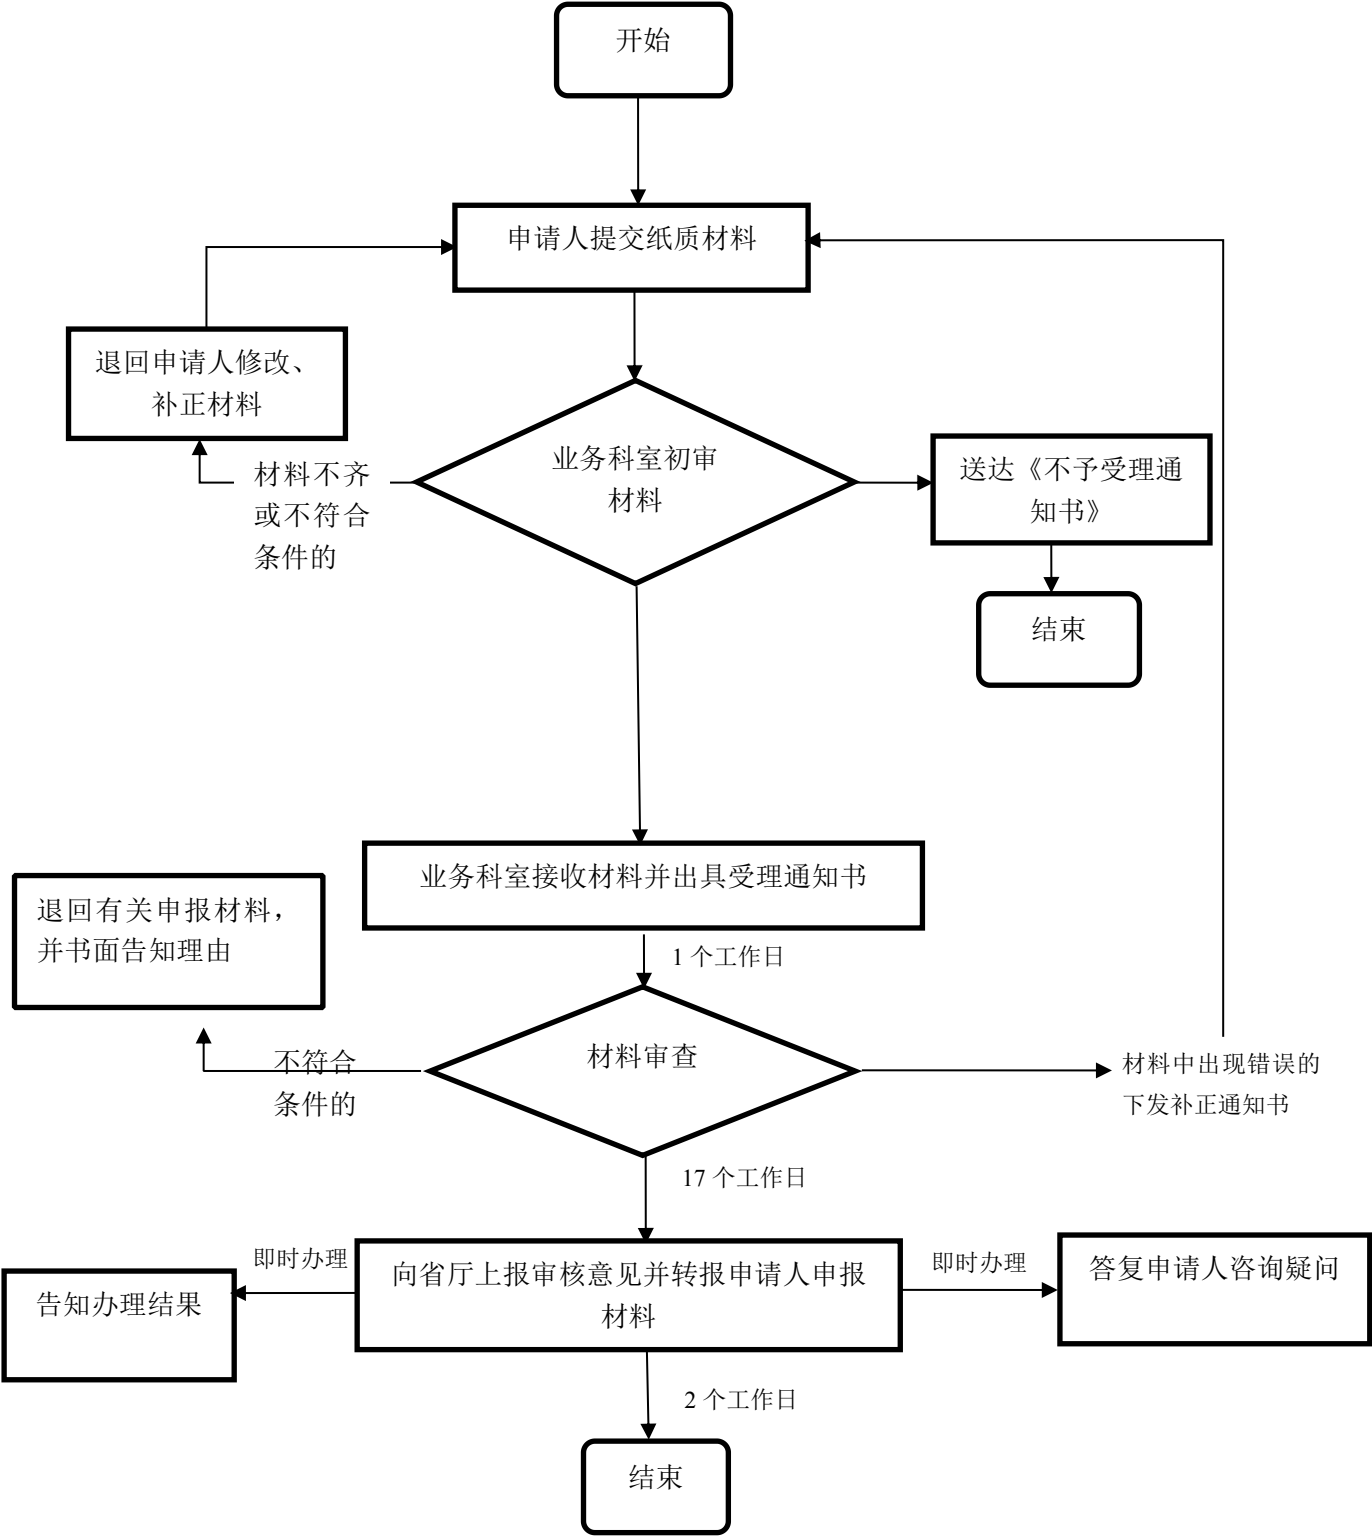 开始
申请人提交纸质材料
退回申请人修改、
补正材料
业务科室初审
材料
材料不齐
或不符合
条件的
送达《不予受理通
知书》
结束
业务科室接收材料并出具受理通知书
退回有关申报材料，
并书面告知理由
1 个工作日
材料审查
不符合
条件的
材料中出现错误的
下发补正通知书
17 个工作日
即时办理
向省厅上报审核意见并转报申请人申报
材料
即时办理
答复申请人咨询疑问
告知办理结果
2 个工作日
结束